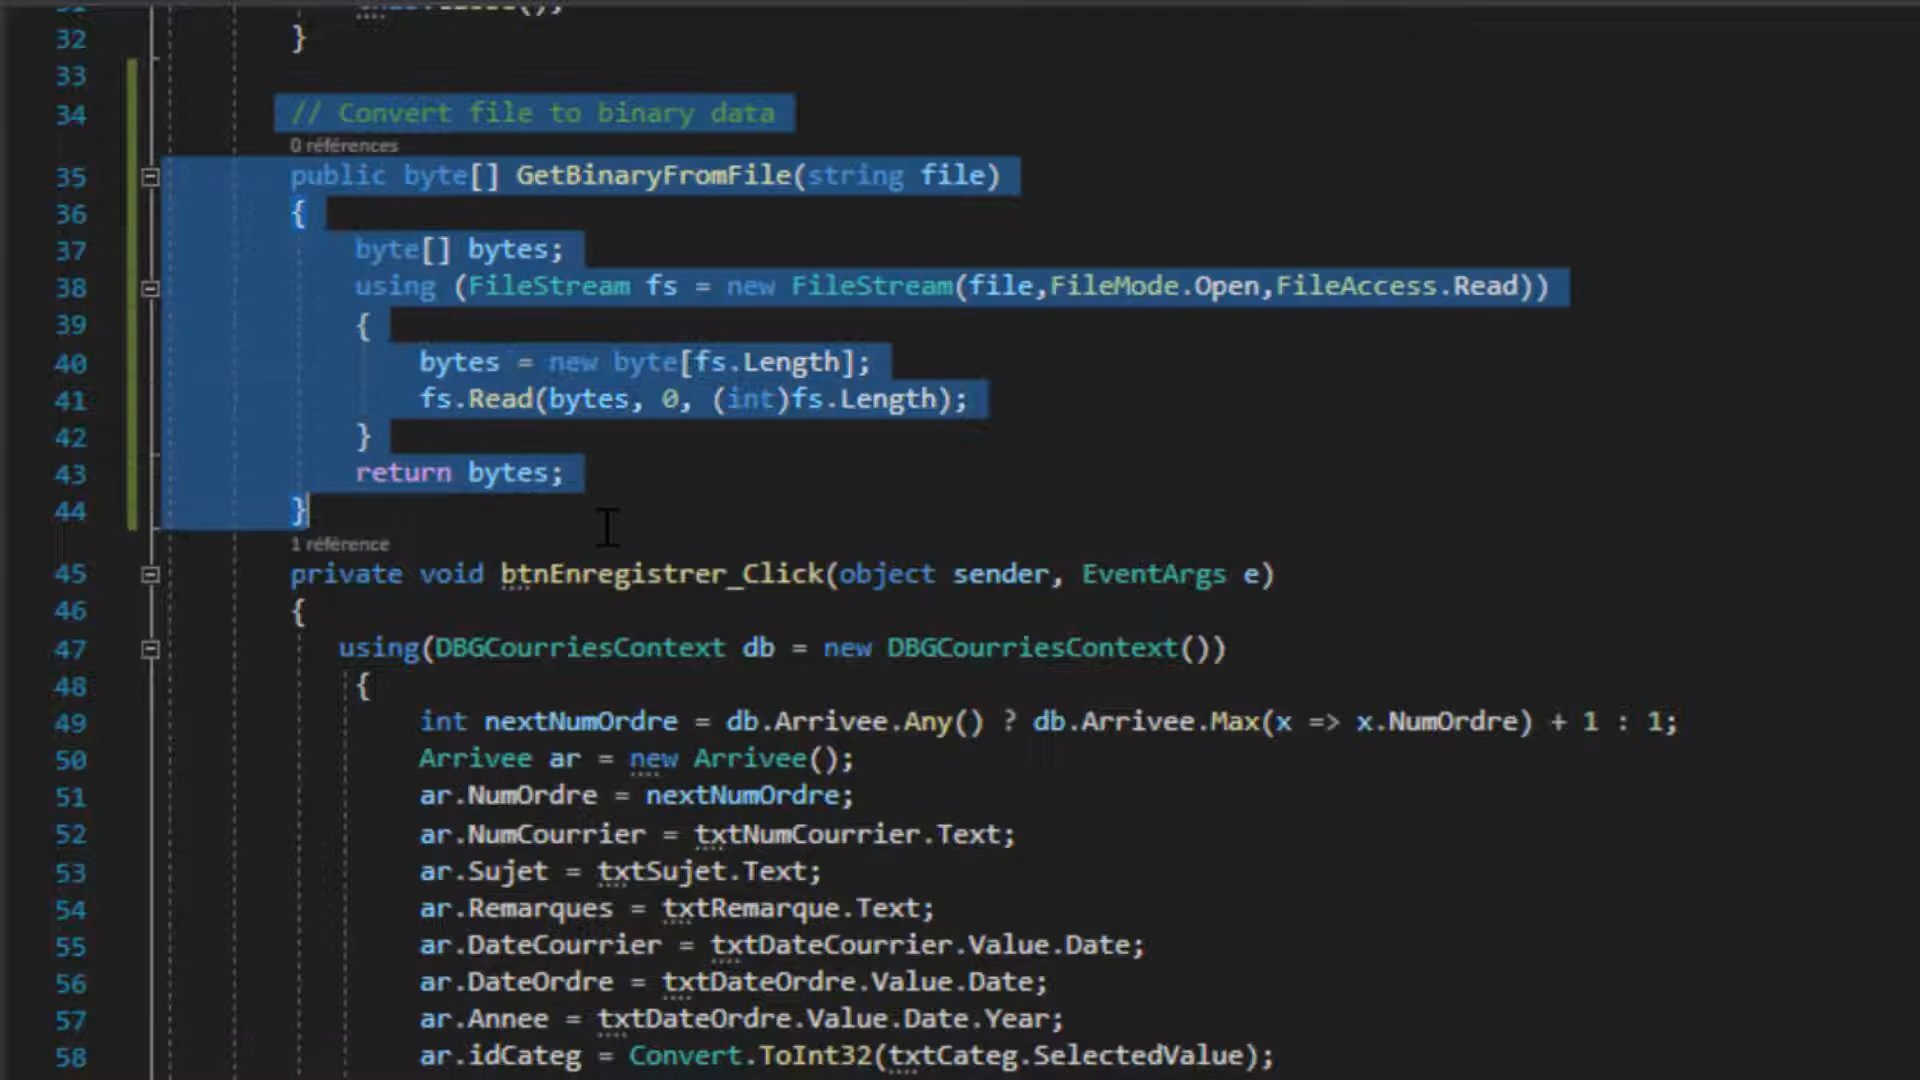 32 }
33
34 // Convert file to binary data
0 références
35 public byte[] GetBinaryFromFile(string file)
36 {
37 byte[] bytes;
38 using (FileStream fs = new FileStream(file,FileMode.Open,FileAccess.Read))
39 {
40 bytes = new byte[fs.Length];
41 fs.Read(bytes, 0, (int)fs.Length);
42 }
43 return bytes;
44 }
1 référence
45 private void btnEnregistrer_Click(object sender, EventArgs e)
46 {
47 using(DBGCourriesContext db = new DBGCourriesContext())
48 {
49 int nextNumOrdre = db.Arrivee.Any() ? db.Arrivee.Max(x => x.NumOrdre) + 1 : 1;
50 Arrivee ar = new Arrivee();
51 ar.NumOrdre = nextNumOrdre;
52 ar.NumCourrier = txtNumCourrier.Text;
53 ar.Sujet = txtSujet.Text;
54 ar.Remarques = txtRemarque.Text;
55 ar.DateCourrier = txtDateCourrier.Value.Date;
56 ar.DateOrdre = txtDateOrdre.Value.Date;
57 ar.Annee = txtDateOrdre.Value.Date.Year;
58 ar.idCateg = Convert.ToInt32(txtCateg.SelectedValue);